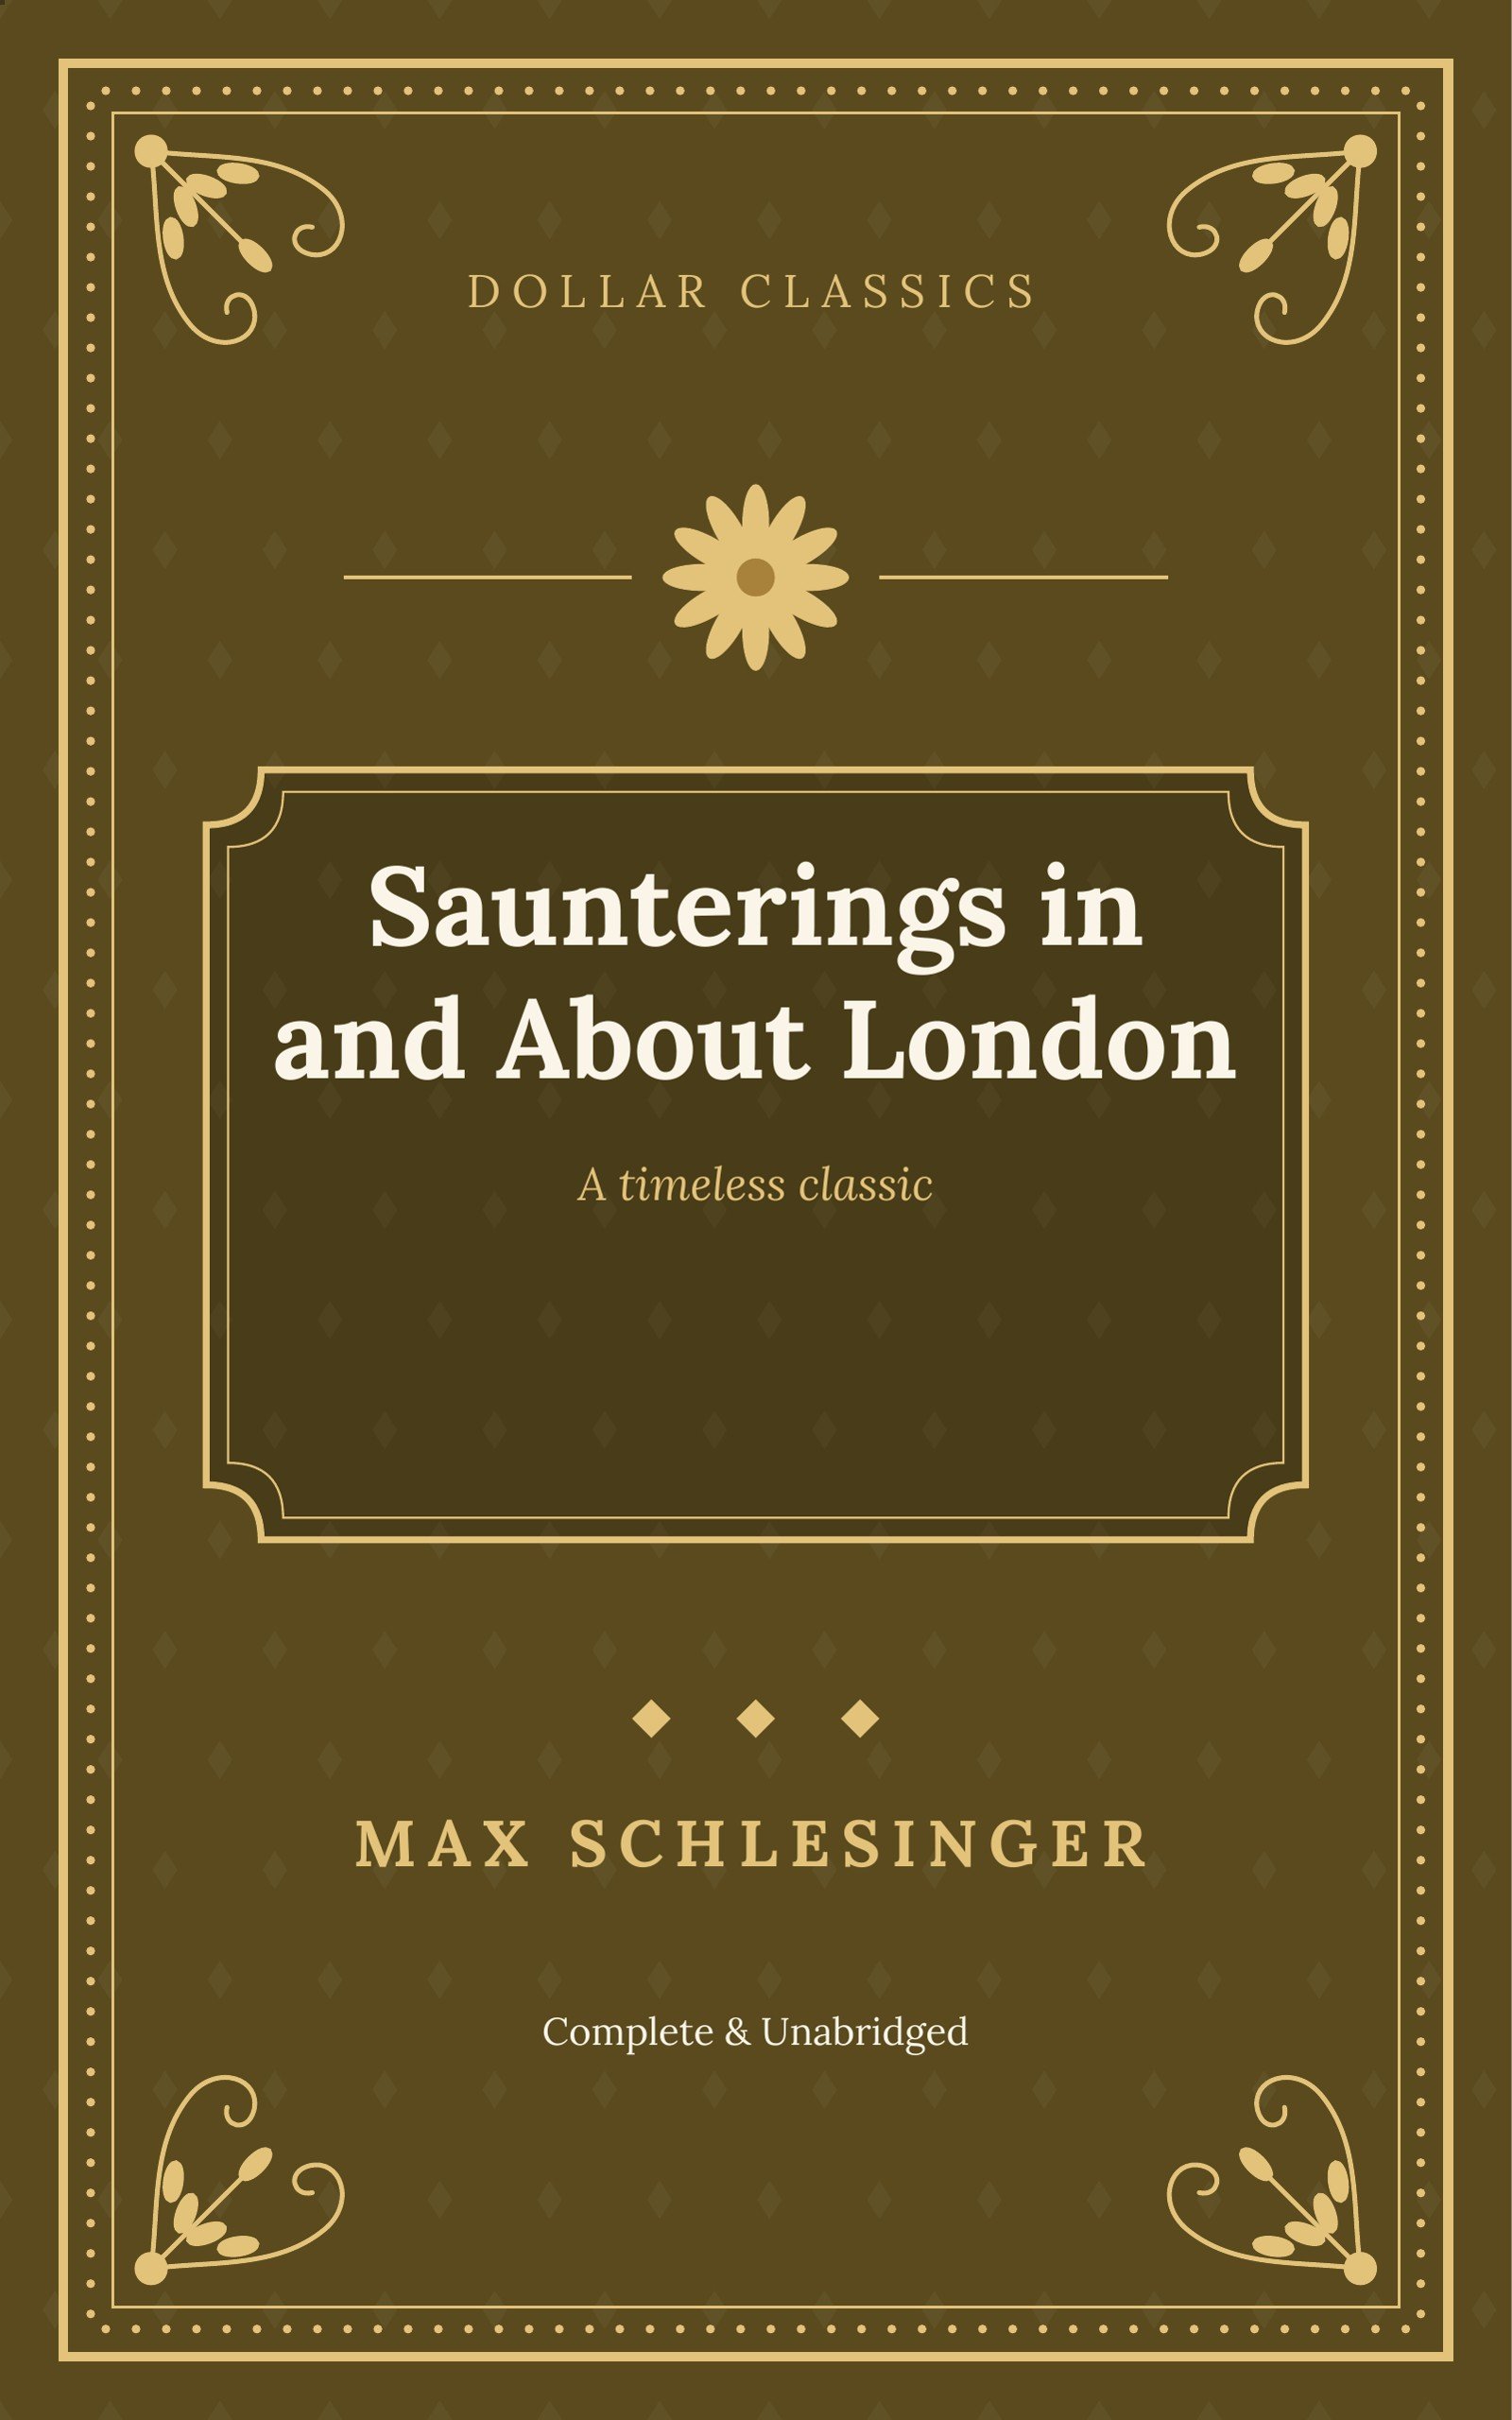 DOLLAR CLASSICS
Saunterings in
and About London
A timeless classic
MAX SCHLESINGER
Complete & Unabridged